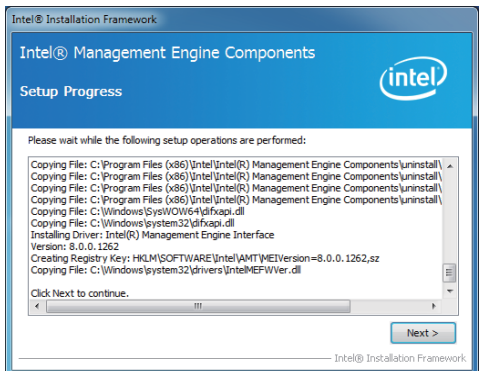 Intel® Installation Framework
Intel® Management Engine Components
intel
Setup Progress
Please wait while the following setup operations are performed:
Copying File: C:\Program Files (x86)\Intel\Intel(R) Management Engine Components\uninstall\
Copying File: C:\Program Files (x86)\Intel\Intel(R) Management Engine Components\uninstall\
Copying File: C:\Program Files (x86)\Intel\Intel(R) Management Engine Components\uninstall\
Copying File: C:\Program Files (x86)\Intel\Intel(R) Management Engine Components\uninstall\
Copying File: C:\Windows\SysWOW64\difxapi.dll
Copying File: C:\Windows\system32\difxapi.dll
Installing Driver: Intel(R) Management Engine Interface
Version: 8.0.0.1262
Creating Registry Key: HKLM\SOFTWARE\Intel\AMT\MEIVersion=8.0.0.1262,sz
Copying File: C:\Windows\system32\drivers\IntelMEFWVer.dll
Click Next to continue.
Next >
Intel® Installation Framework